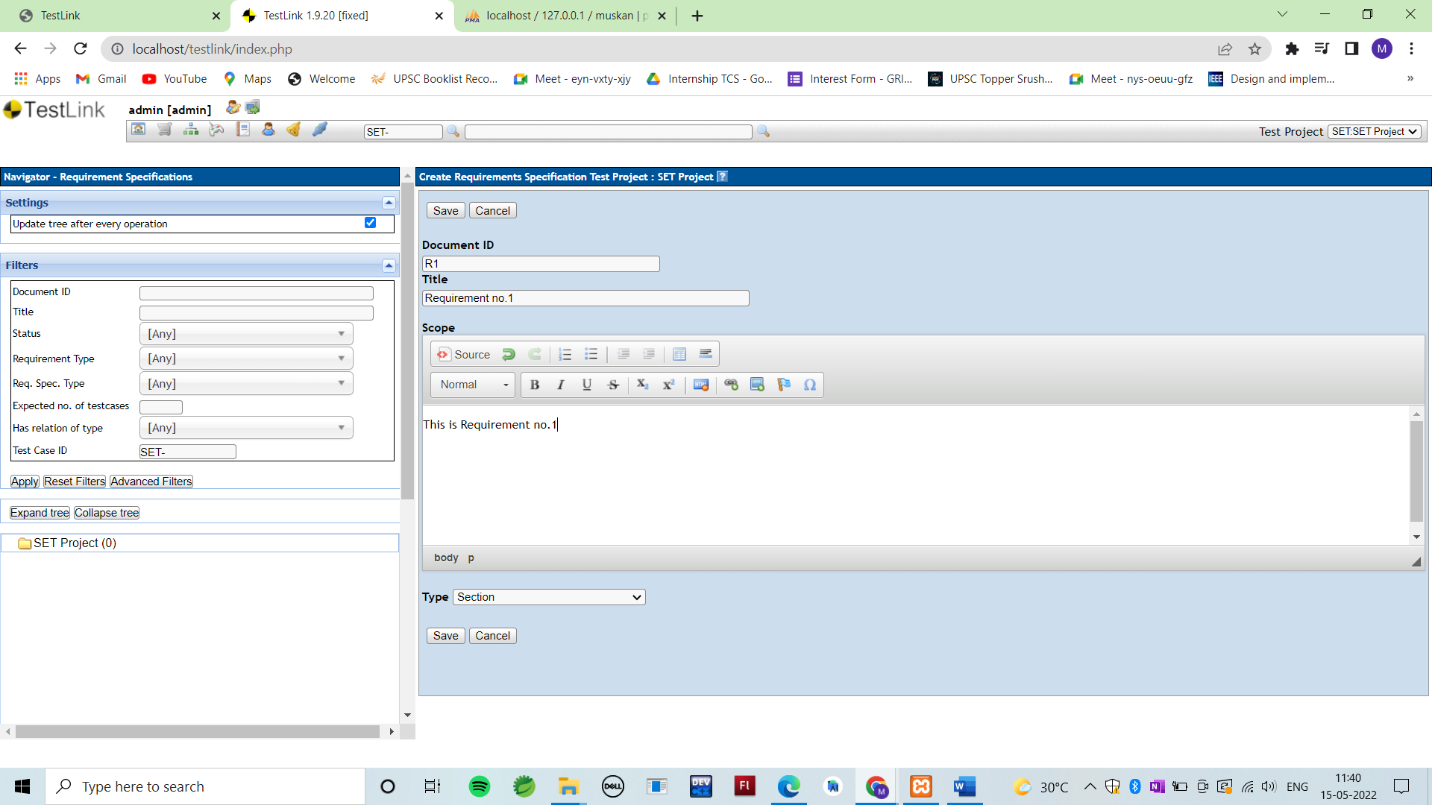 TestLink
TestLink 1.9.20 [fixed]
localhost / 127.0.0.1 / muskan | p
localhost/testlink/index.php
M
Apps
Gmail
YouTube
Maps
Welcome
UPSC Booklist Reco...
Meet - eyn-vxty-xjy
Internship TCS - Go...
Interest Form - GRI...
UPSC Topper Srush...
Meet - nys-oeuu-gfz
IEEE
Design and implem...
»
TestLink
admin [admin]
SET-
Test Project
SET:SET Project
Navigator - Requirement Specifications
Settings
Update tree after every operation
Filters
Document ID
Title
Status
[Any]
Requirement Type
[Any]
Req. Spec. Type
[Any]
Expected no. of testcases
Has relation of type
[Any]
Test Case ID
SET-
Apply
Reset Filters
Advanced Filters
Expand tree
Collapse tree
SET Project (0)
Create Requirements Specification Test Project : SET Project
?
Save
Cancel
Document ID
R1
Title
Requirement no.1
Scope
Source
Normal
B
I
U
S
X₂
X²
Ω
This is Requirement no.1
body
p
Type
Section
Save
Cancel
Type here to search
DELL
DEV
Fl
M
W
30°C
ENG
11:40
15-05-2022